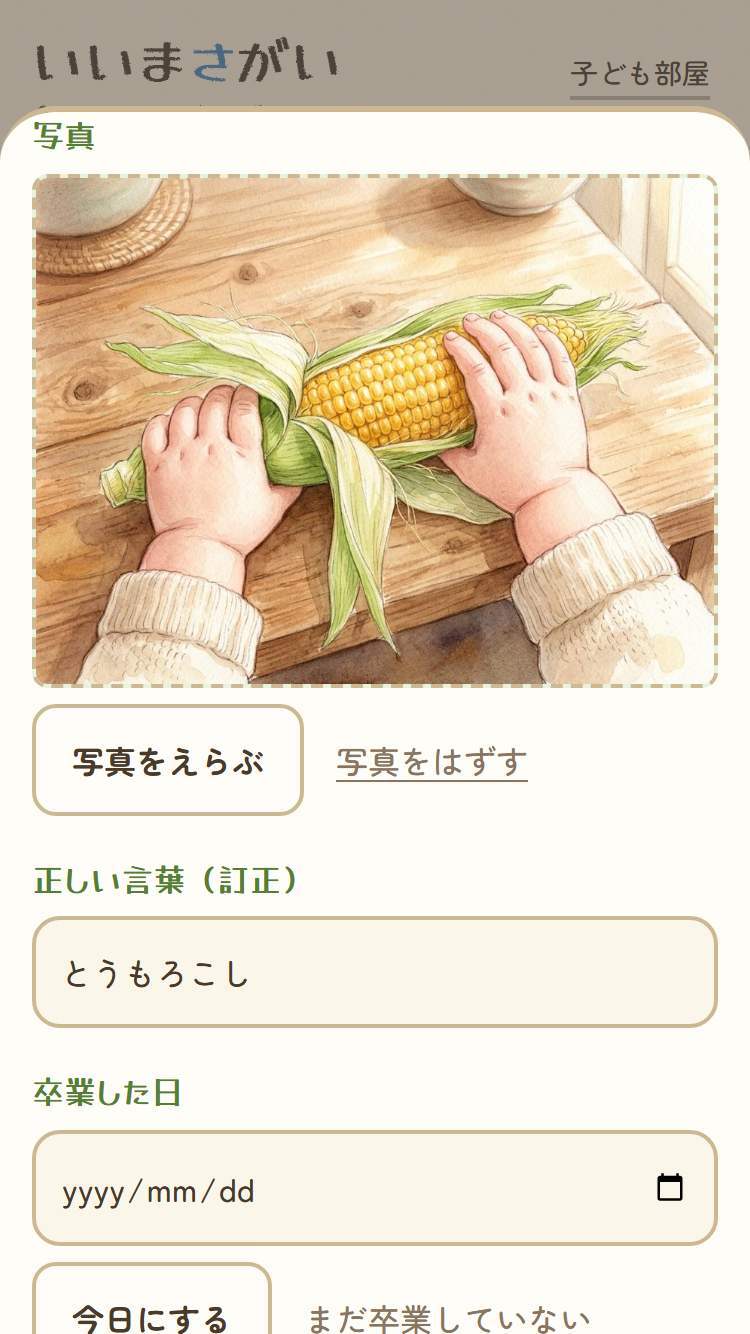 いいまさがい
子ども部屋
写真
写真をえらぶ
写真をはずす
正しい言葉（訂正）
とうもろこし
卒業した日
yyyy/mm/dd
今日にする
まだ卒業していない